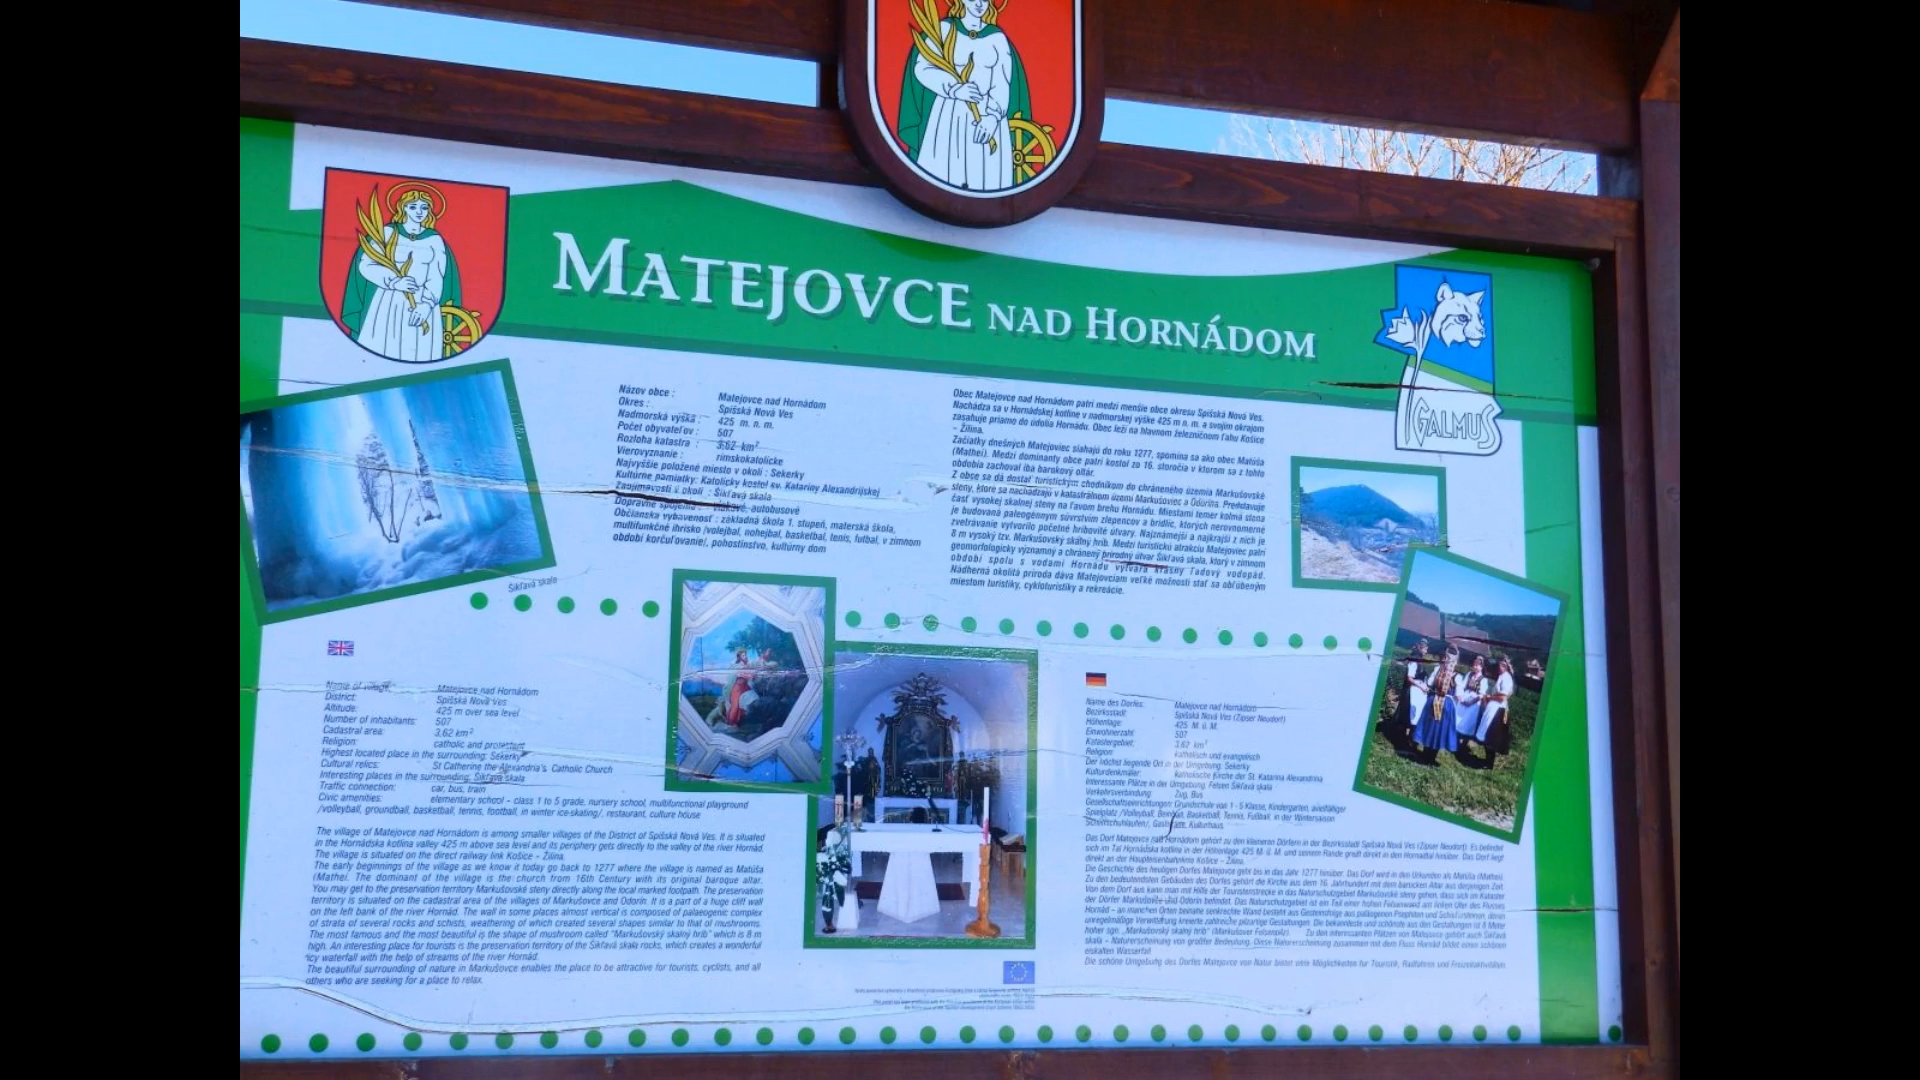 MATEJOVCE NAD HORNÁDOM
IGALMUS
Názov obce : Matejovce nad Hornádom
Okres : Spišská Nová Ves
Nadmorská výška : 425 m. n. m.
Počet obyvateľov : 507
Rozloha katastra : 3,62 km²
Vierovyznanie : rímskokatolícke
Najvyššie položené miesto v okolí : Sekerky
Kultúrne pamiatky: Katolícky kostol sv. Kataríny Alexandrijskej
Zaujímavosti v okolí : Šikľavá skala
Dopravné spojenie : vlakové, autobusové
Občianska vybavenosť : základná škola 1. stupeň, materská škola,
multifunkčné ihrisko /volejbal, nohejbal, basketbal, tenis, futbal, v zimnom
období korčuľovanie/, pohostinstvo, kultúrny dom
Obec Matejovce nad Hornádom patrí medzi menšie obce okresu Spišská Nová Ves.
Nachádza sa v Hornádskej kotline v nadmorskej výške 425 m n. m. a svojím okrajom
zasahuje priamo do údolia Hornádu. Obec leží na hlavnom železničnom ťahu Košice
– Žilina.
Začiatky dnešných Matejoviec siahajú do roku 1277, spomína sa ako obec Matúša
(Mathei). Medzi dominanty obce patrí kostol zo 16. storočia v ktorom sa z tohto
obdobia zachoval iba barokový oltár.
Z obce sa dá dostať turistickým chodníkom do chráneného územia Markušovské
steny, ktoré sa nachádzajú v katastrálnom území Markušoviec a Odorína. Predstavuje
časť vysokej skalnej steny na ľavom brehu Hornádu. Miestami temer kolmá stena
je budovaná paleogénnym súvrstvím zlepencov a bridlíc, ktorých nerovnomerné
zvetrávanie vytvorilo početné hríbovité útvary. Najznámejší a najkrajší z nich je
8 m vysoký tzv. Markušovský skalný hríb. Medzi turistickú atrakciu Matejoviec patrí
geomorfologicky významný a chránený prírodný útvar Šikľavá skala, ktorý v zimnom
období spolu s vodami Hornádu vytvára krásny ľadový vodopád.
Nádherná okolitá príroda dáva Matejovciam veľké možnosti stať sa obľúbeným
miestom turistiky, cykloturistiky a rekreácie.
Šikľavá skala
Name of village: Matejovce nad Hornádom
District: Spišská Nová Ves
Altitude: 425 m over sea level
Number of inhabitants: 507
Cadastral area: 3,62 km²
Religion: catholic and protestant
Highest located place in the surrounding: Sekerky
Cultural relics: St Catherine the Alexandria's Catholic Church
Interesting places in the surrounding: Šikľavá skala
Traffic connection: car, bus, train
Civic amenities: elementary school – class 1 to 5 grade, nursery school, multifunctional playground
/volleyball, groundball, basketball, tennis, football, in winter ice-skating/, restaurant, culture house
The village of Matejovce nad Hornádom is among smaller villages of the District of Spišská Nová Ves. It is situated
in the Hornádska kotlina valley 425 m above sea level and its periphery gets directly to the valley of the river Hornád.
The village is situated on the direct railway link Košice – Žilina.
The early beginnings of the village as we know it today go back to 1277 where the village is named as Matúša
(Mathei. The dominant of the village is the church from 16th Century with its original baroque altar.
You may get to the preservation territory Markušovské steny directly along the local marked footpath. The preservation
territory is situated on the cadastral area of the villages of Markušovce and Odorín. It is a part of a huge cliff wall
on the left bank of the river Hornád. The wall in some places almost vertical is composed of palaeogenic complex
of strata of several rocks and schists, weathering of which created several shapes similar to that of mushrooms.
The most famous and the most beautiful is the shape of mushroom called "Markušovský skalný hríb" which is 8 m
high. An interesting place for tourists is the preservation territory of the Šikľavá skala rocks, which creates a wonderful
icy waterfall with the help of streams of the river Hornád.
The beautiful surrounding of nature in Markušovce enables the place to be attractive for tourists, cyclists, and all
others who are seeking for a place to relax.
Name des Dorfes: Matejovce nad Hornádom
Bezirksstadt: Spišská Nová Ves (Zipser Neudorf)
Höhenlage: 425 M. ü. M.
Einwohnerzahl: 507
Katastergebiet: 3,62 km²
Religion: katholisch und evangelisch
Der höchst liegende Ort in der Umgebung: Sekerky
Kulturdenkmäler: katholische Kirche der St. Katarina Alexandrina
Interessante Plätze in der Umgebung: Felsen Šikľavá skala
Verkehrsverbindung: Zug, Bus
Gesellschaftseinrichtungen: Grundschule von 1 - 5 Klasse, Kindergarten,
Spielplatz /Volleyball, Basketball, Tennis, Fußball, in der Wintersaison
Schlittschuhlaufen/, Gaststätte, Kulturhaus,
Das Dorf Matejovce nad Hornádom gehört zu den kleineren Dörfern in der Bezirksstadt Spišská Nová Ves (Zipser Neudorf). Es befindet
sich im Tal Hornádska kotlina in der Höhenlage 425 M. ü. M. und seinem Rande greift direkt in den Hornadtal hinüber. Das Dorf liegt
direkt an der Haupteisenbahnlinie Košice – Žilina.
Die Geschichte des heutigen Dorfes Matejovce geht bis in das Jahr 1277 hinüber. Das Dorf wird in den Urkunden als Matúša (Mathei)
Zu den bedeutendsten Gebäuden des Dorfes gehört die Kirche aus dem 16. Jahrhundert mit dem barocken Altar aus derjenigen Zeit.
Von dem Dorf aus kann man mit Hilfe der Touristenstrecke in das Naturschutzgebiet Markušovské steny gehen, dass sich im Kataster
der Dörfer Markušovce und Odorín befindet. Das Naturschutzgebiet ist ein Teil einer hohen Felsenwand am linken Ufer des Flusses
Hornád – an manchen Orten beinahe senkrechte Wand besteht aus
unregelmäßige Verwitterung kreierte zahlreiche pilzartige Gestaltungen. Die bekannteste und schönste aus den Gestaltungen ist 8 Meter
hoher sgn. „Markušovský skalný hríb" (Markušover Felsenpilz). Zu den interessanten Plätzen von Matejovce gehört auch Šikľavá
skala – Naturerscheinung von großter Bedeutung. Diese Naturerscheinung zusammen mit dem Fluss Hornád bildet einen schönen
eiskalten Wasserfall.
Die schöne Umgebung des Dorfes Matejovce von Natur bietet viele Möglichkeiten für Touristik, Radfahren und Freizeitaktivitäten